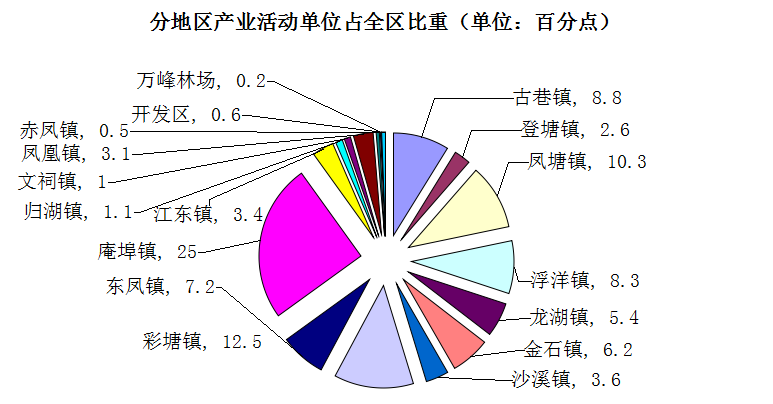 分地区产业活动单位占全区比重（单位：百分点）
万峰林场, 0.2
开发区, 0.6
赤凤镇, 0.5
凤凰镇, 3.1
文祠镇, 1
归湖镇, 1.1
江东镇, 3.4
庵埠镇, 25
东凤镇, 7.2
彩塘镇, 12.5
古巷镇, 8.8
登塘镇, 2.6
凤塘镇, 10.3
浮洋镇, 8.3
龙湖镇, 5.4
金石镇, 6.2
沙溪镇, 3.6